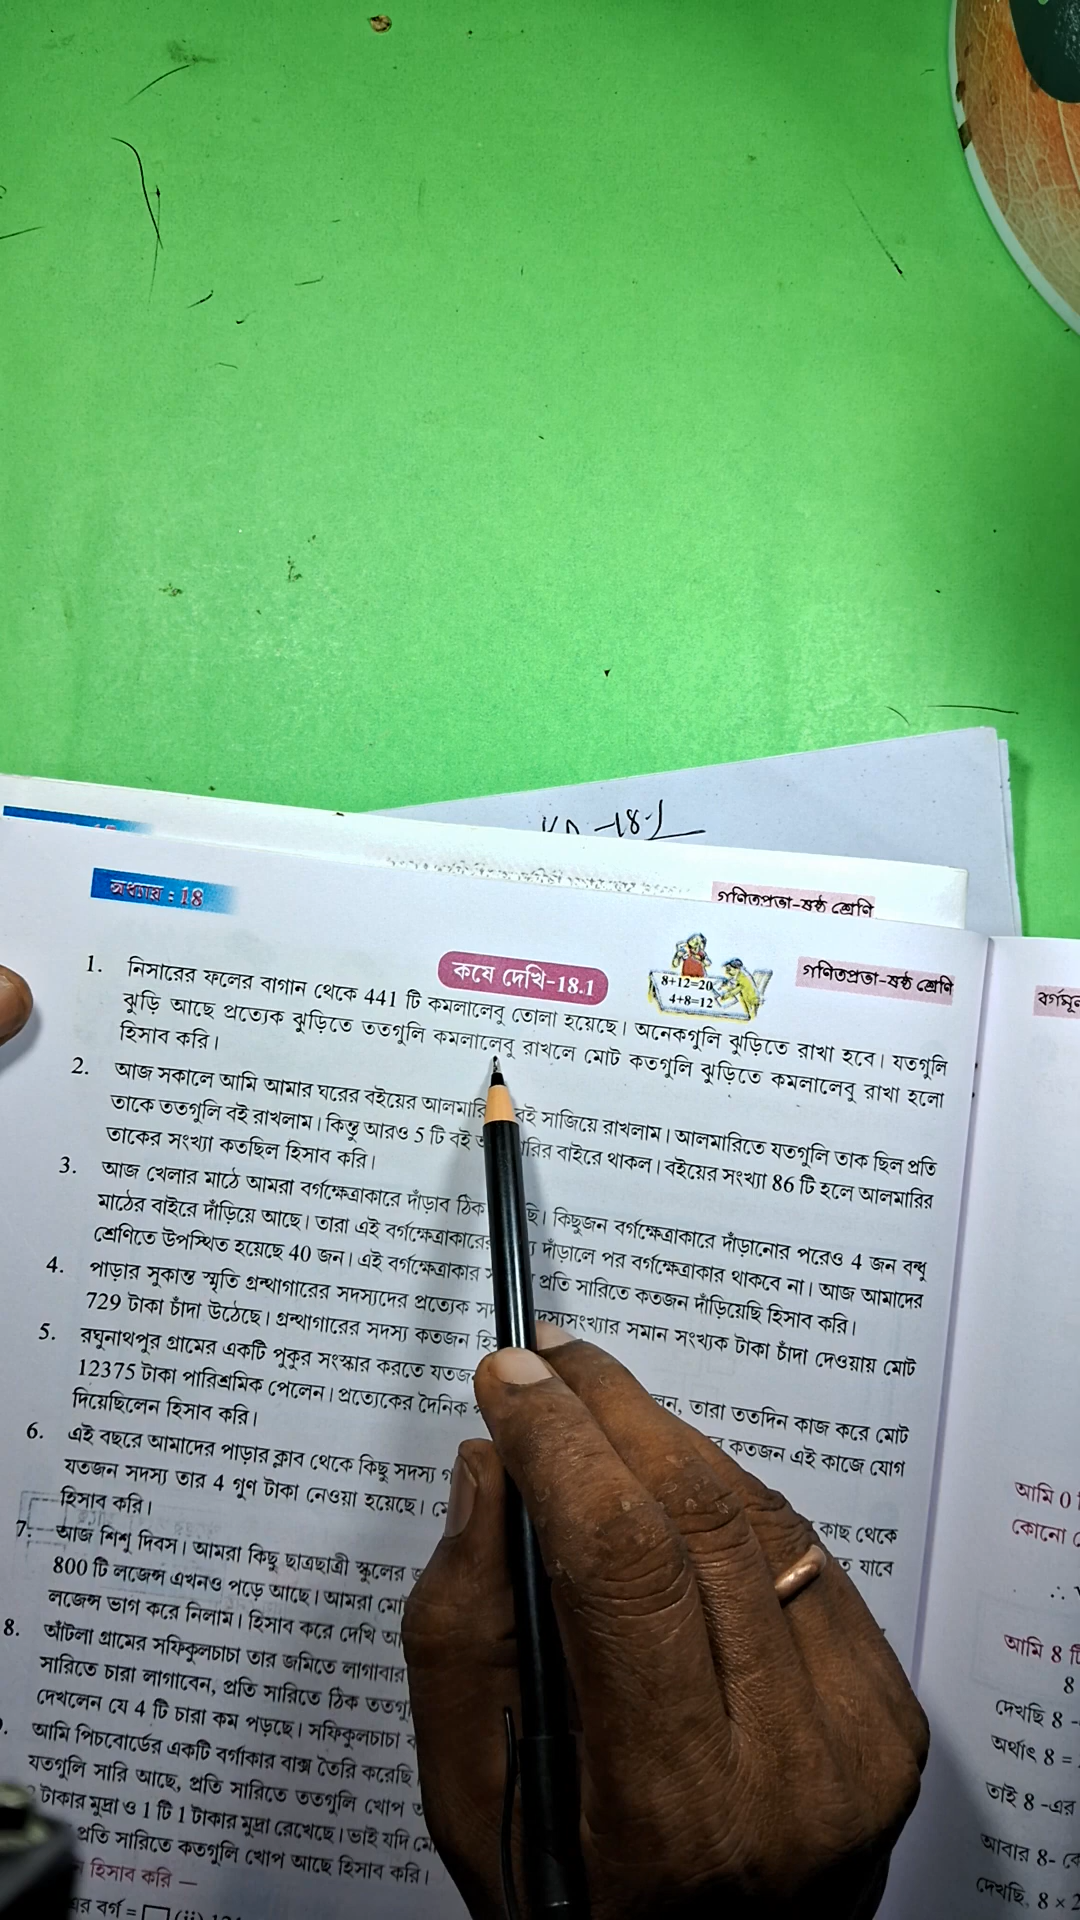 -18.1
অধ্যায় : 18
গণিতপ্রভা-ষষ্ঠ শ্রেণি
গণিতপ্রভা-ষষ্ঠ শ্রেণি
কষে দেখি-18.1
8+12=20
4+8=12
1. নিসারের ফলের বাগান থেকে 441 টি কমলালেবু তোলা হয়েছে। অনেকগুলি ঝুড়িতে রাখা হবে। যতগুলি
ঝুড়ি আছে প্রত্যেক ঝুড়িতে ততগুলি কমলালেবু রাখলে মোট কতগুলি ঝুড়িতে কমলালেবু রাখা হলো
হিসাব করি।
2. আজ সকালে আমি আমার ঘরের বইয়ের বই সাজিয়ে রাখলাম। আলমারিতে যতগুলি তাক ছিল প্রতি
তাকে ততগুলি বই রাখলাম। কিন্তু আরও 5 টি বই বাইরে থাকল। বইয়ের সংখ্যা 86 টি হলে আলমারির
তাকের সংখ্যা কতছিল হিসাব করি।
3. আজ খেলার মাঠে আমরা বর্গক্ষেত্রাকারে দাঁড়াব ঠিক কিছুজন বর্গক্ষেত্রাকারে দাঁড়ানোর পরেও 4 জন বন্ধু
মাঠের বাইরে দাঁড়িয়ে আছে। তারা এই দাঁড়ালে পর বর্গক্ষেত্রাকার থাকবে না। আজ আমাদের
শ্রেণিতে উপস্থিত হয়েছে 40 জন। এই বর্গক্ষেত্রাকার প্রতি সারিতে কতজন দাঁড়িয়েছি হিসাব করি।
4. পাড়ার সুকান্ত স্মৃতি গ্রন্থাগারের সদস্যদের প্রত্যেক সমান সংখ্যক টাকা চাঁদা দেওয়ায় মোট
729 টাকা চাঁদা উঠেছে। গ্রন্থাগারের সদস্য কতজন
5. রঘুনাথপুর গ্রামের একটি পুকুর সংস্কার করতে তারা ততদিন কাজ করে মোট
12375 টাকা পারিশ্রমিক পেলেন। প্রত্যেকের দৈনিক কতজন এই কাজে যোগ
দিয়েছিলেন হিসাব করি।
6. এই বছরে আমাদের পাড়ার ক্লাব থেকে কিছু সদস্য কাছ থেকে
যতজন সদস্য তার 4 গুণ টাকা নেওয়া হয়েছে। যাবে
হিসাব করি।
7. আজ শিশু দিবস। আমরা কিছু ছাত্রছাত্রী স্কুলের
800 টি লজেন্স এখনও পড়ে আছে। আমরা
লজেন্স ভাগ করে নিলাম। হিসাব করে দেখি
8. আঁটলা গ্রামের সফিকুলচাচা তার জমিতে লাগাবার
সারিতে চারা লাগাবেন, প্রতি সারিতে ঠিক
দেখলেন যে 4 টি চারা কম পড়ছে। সফিকুলচাচা
আমি পিচবোর্ডের একটি বর্গাকার বাক্স তৈরি করেছি
যতগুলি সারি আছে, প্রতি সারিতে ততগুলি খোপ
টাকার মুদ্রা ও 1 টি 1 টাকার মুদ্রা রেখেছে। ভাই যদি
প্রতি সারিতে কতগুলি খোপ আছে হিসাব করি।
হিসাব করি —
বর্গ =
আমি 0
কোনো
আমি 8
8
দেখছি 8
অর্থাৎ 8 =
তাই 8 -এর
আবার 8-
দেখছি, 8 × 2